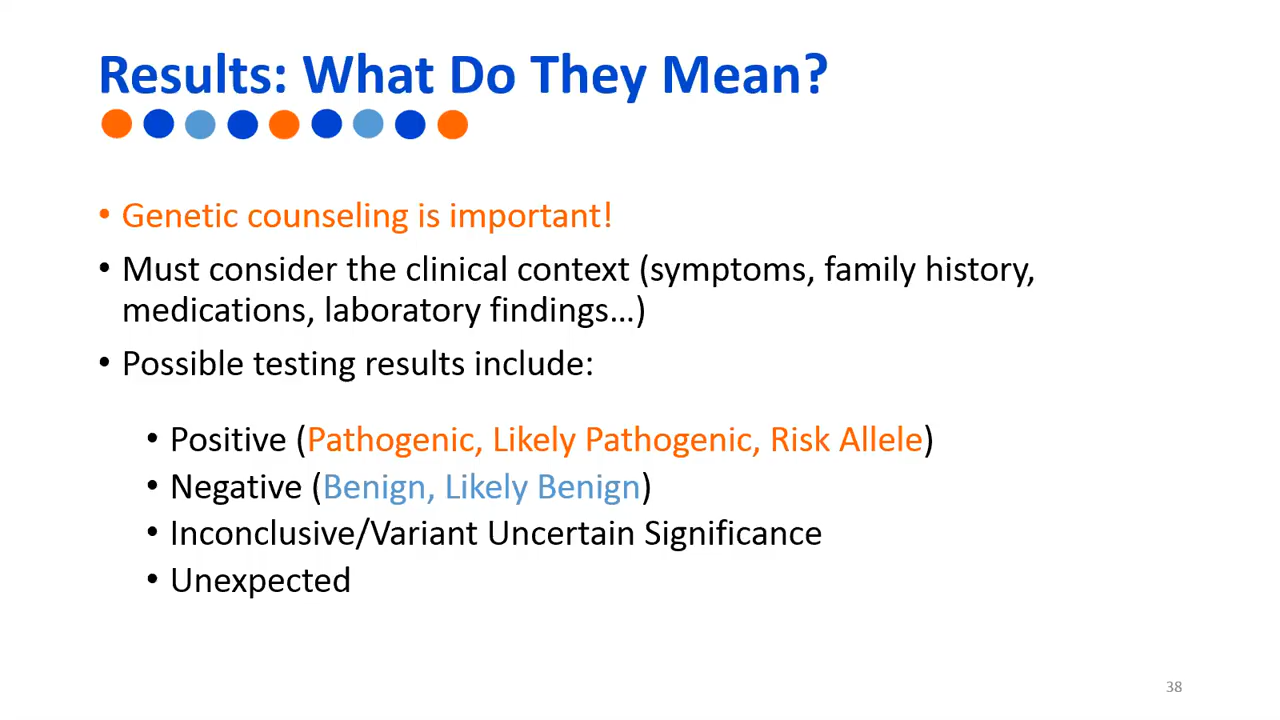 Results: What Do They Mean?
• Genetic counseling is important!
• Must consider the clinical context (symptoms, family history,
medications, laboratory findings…)
• Possible testing results include:
• Positive (Pathogenic, Likely Pathogenic, Risk Allele)
• Negative (Benign, Likely Benign)
• Inconclusive/Variant Uncertain Significance
• Unexpected
38